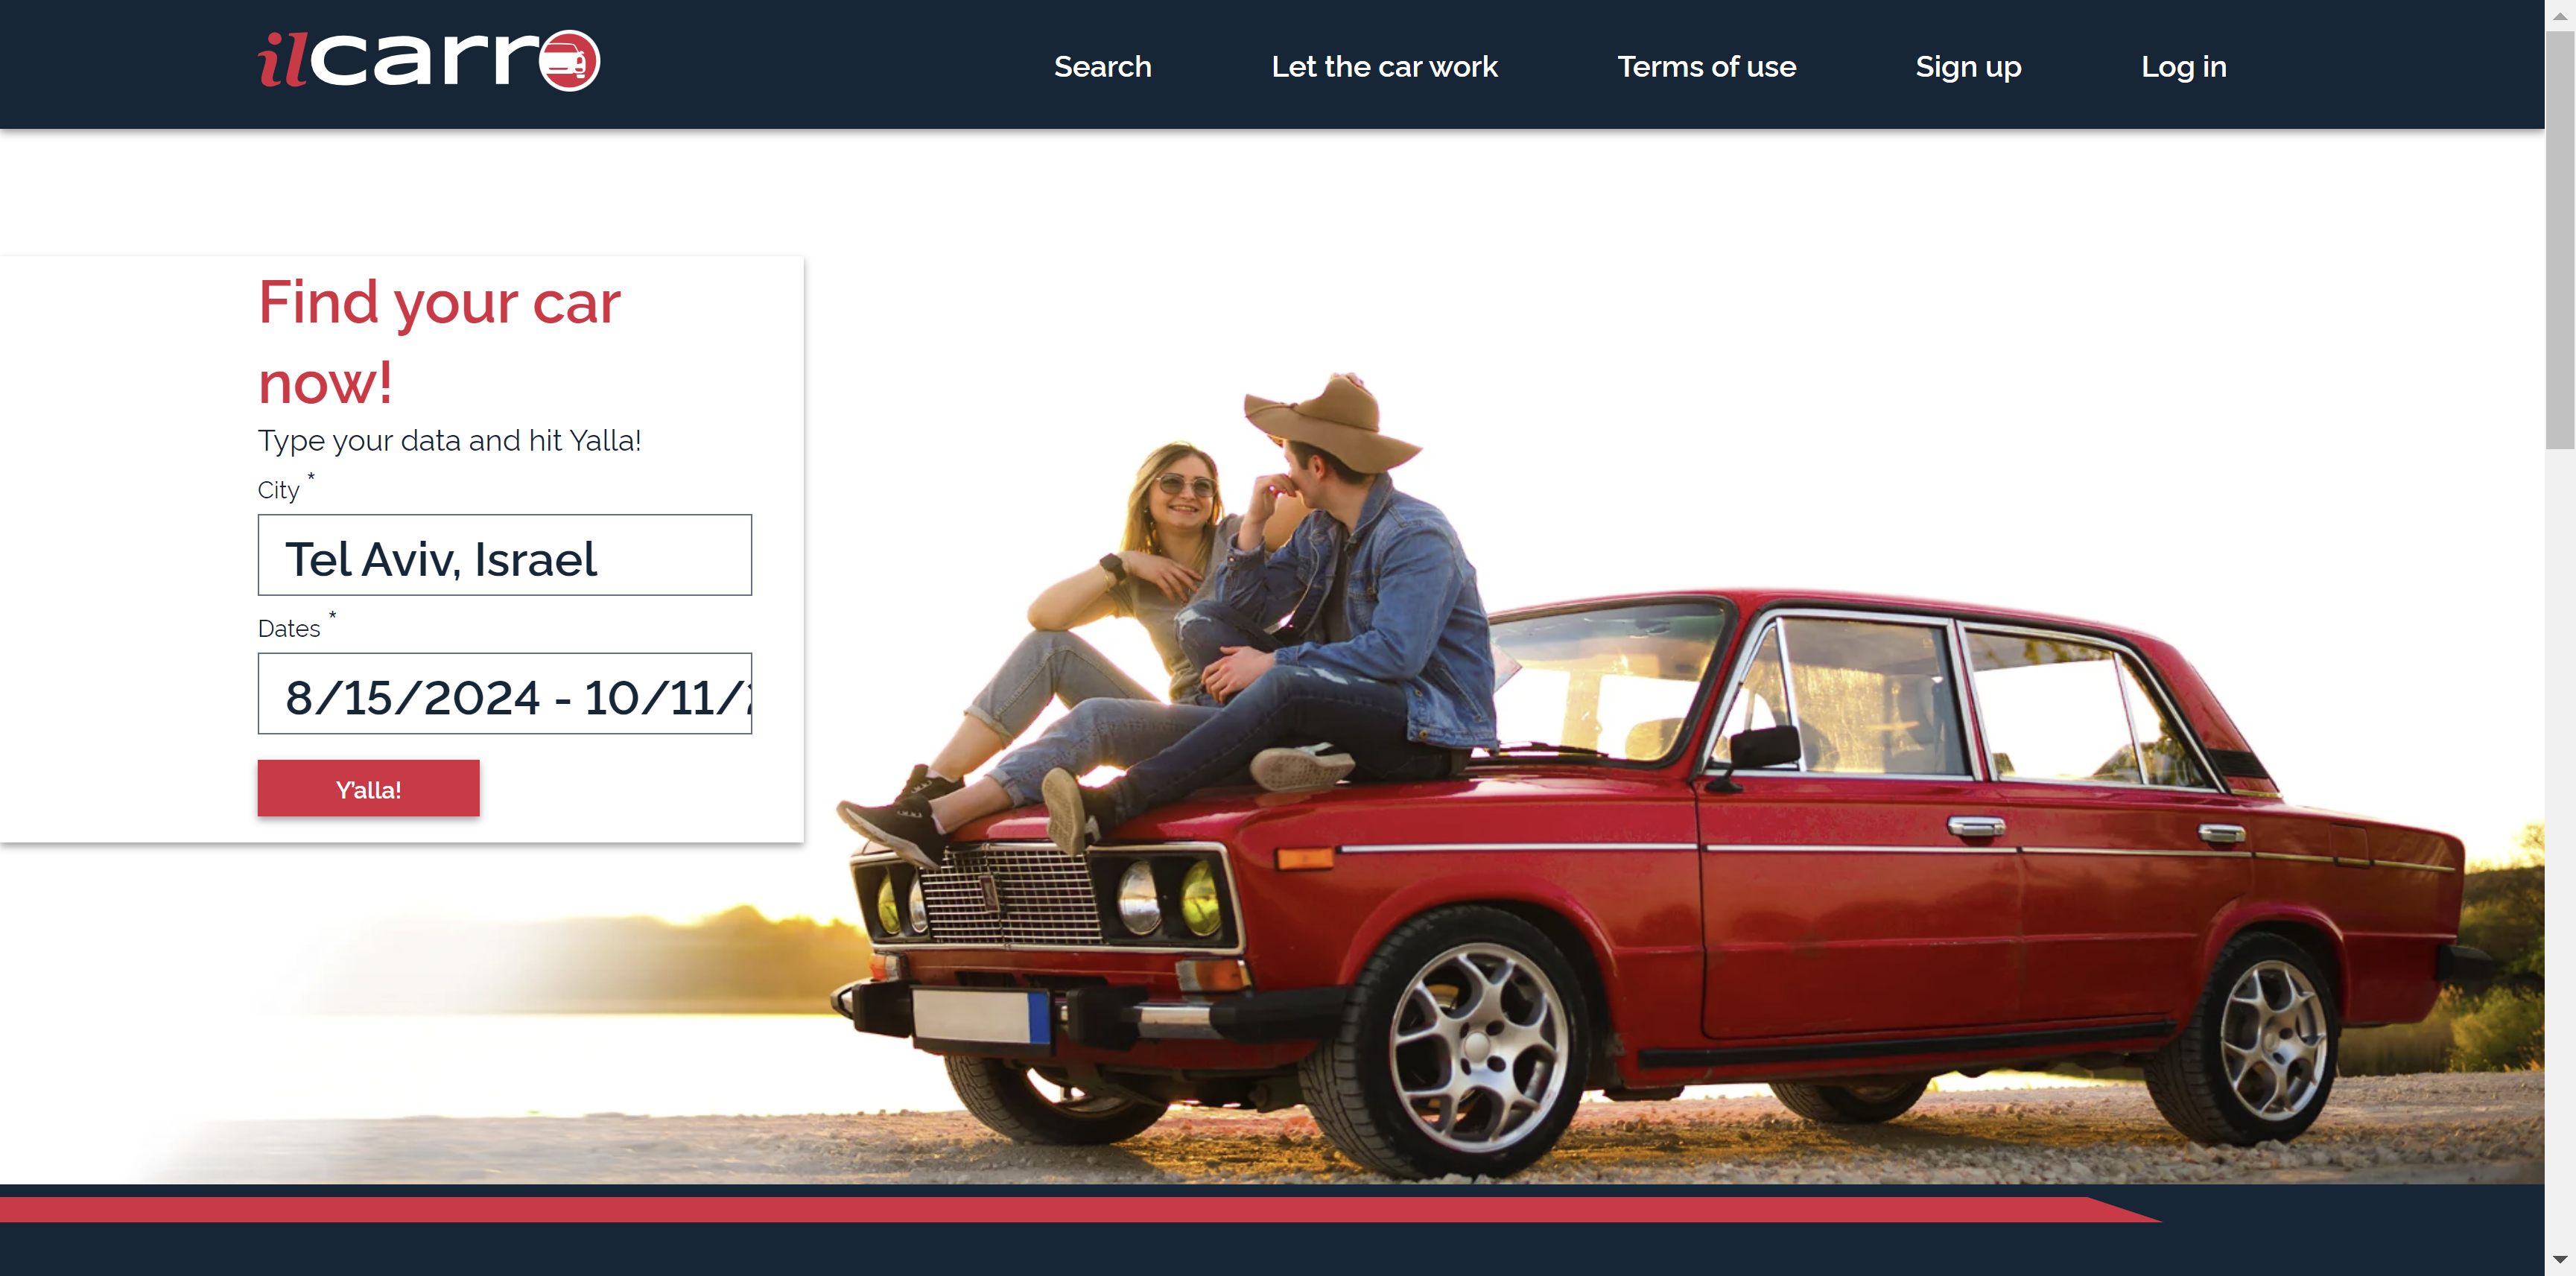 ilcarro
Search
Let the car work
Terms of use
Sign up
Log in
Find your car
now!
Type your data and hit Yalla!
City *
Tel Aviv, Israel
Dates *
8/15/2024 - 10/11/
Y'alla!